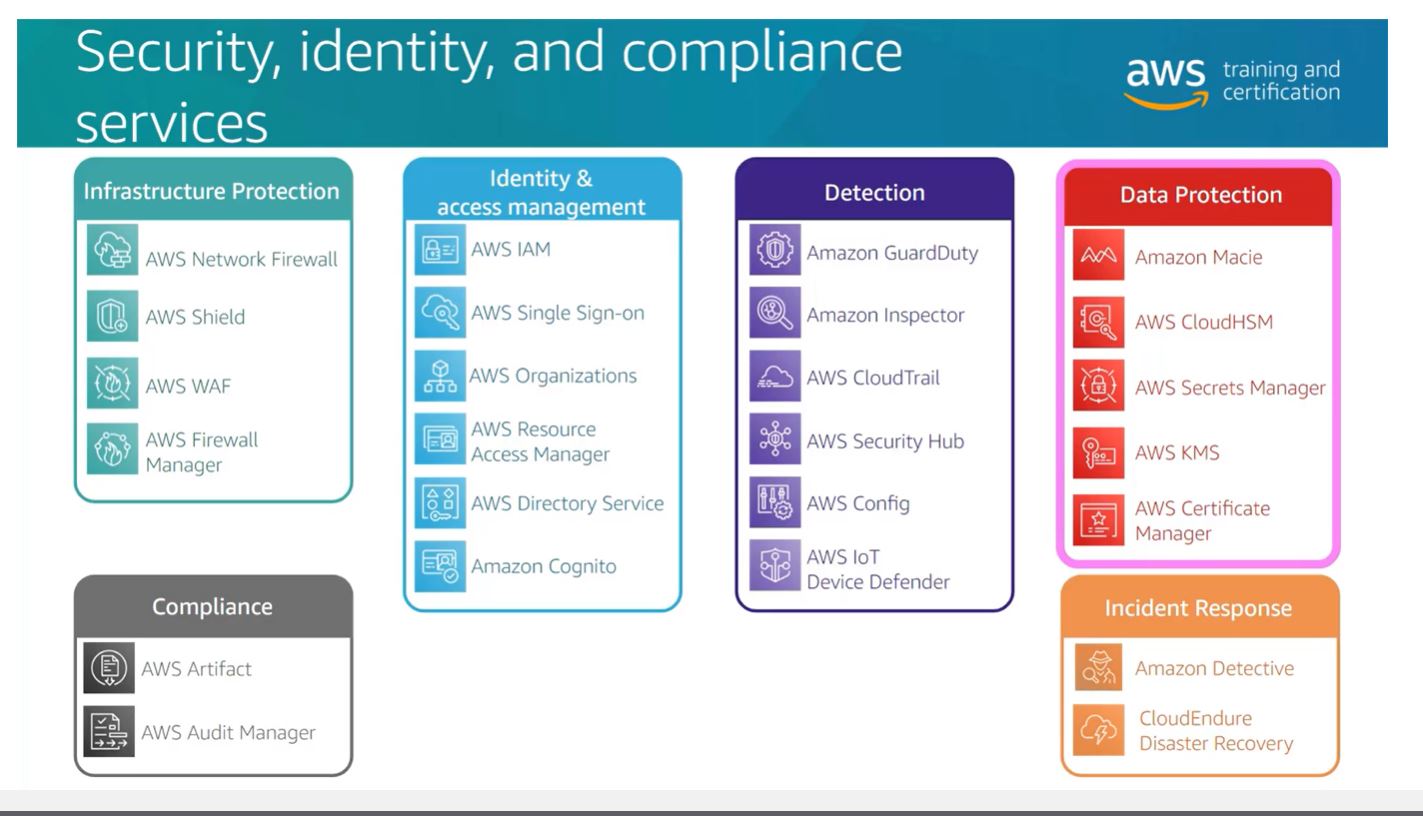 Security, identity, and compliance
services
aws training and
certification
Infrastructure Protection
AWS Network Firewall
AWS Shield
AWS WAF
AWS Firewall
Manager
Identity &
access management
AWS IAM
AWS Single Sign-on
AWS Organizations
AWS Resource
Access Manager
AWS Directory Service
Amazon Cognito
Detection
Amazon GuardDuty
Amazon Inspector
AWS CloudTrail
AWS Security Hub
AWS Config
AWS IoT
Device Defender
Data Protection
Amazon Macie
AWS CloudHSM
AWS Secrets Manager
AWS KMS
AWS Certificate
Manager
Compliance
AWS Artifact
AWS Audit Manager
Incident Response
Amazon Detective
CloudEndure
Disaster Recovery